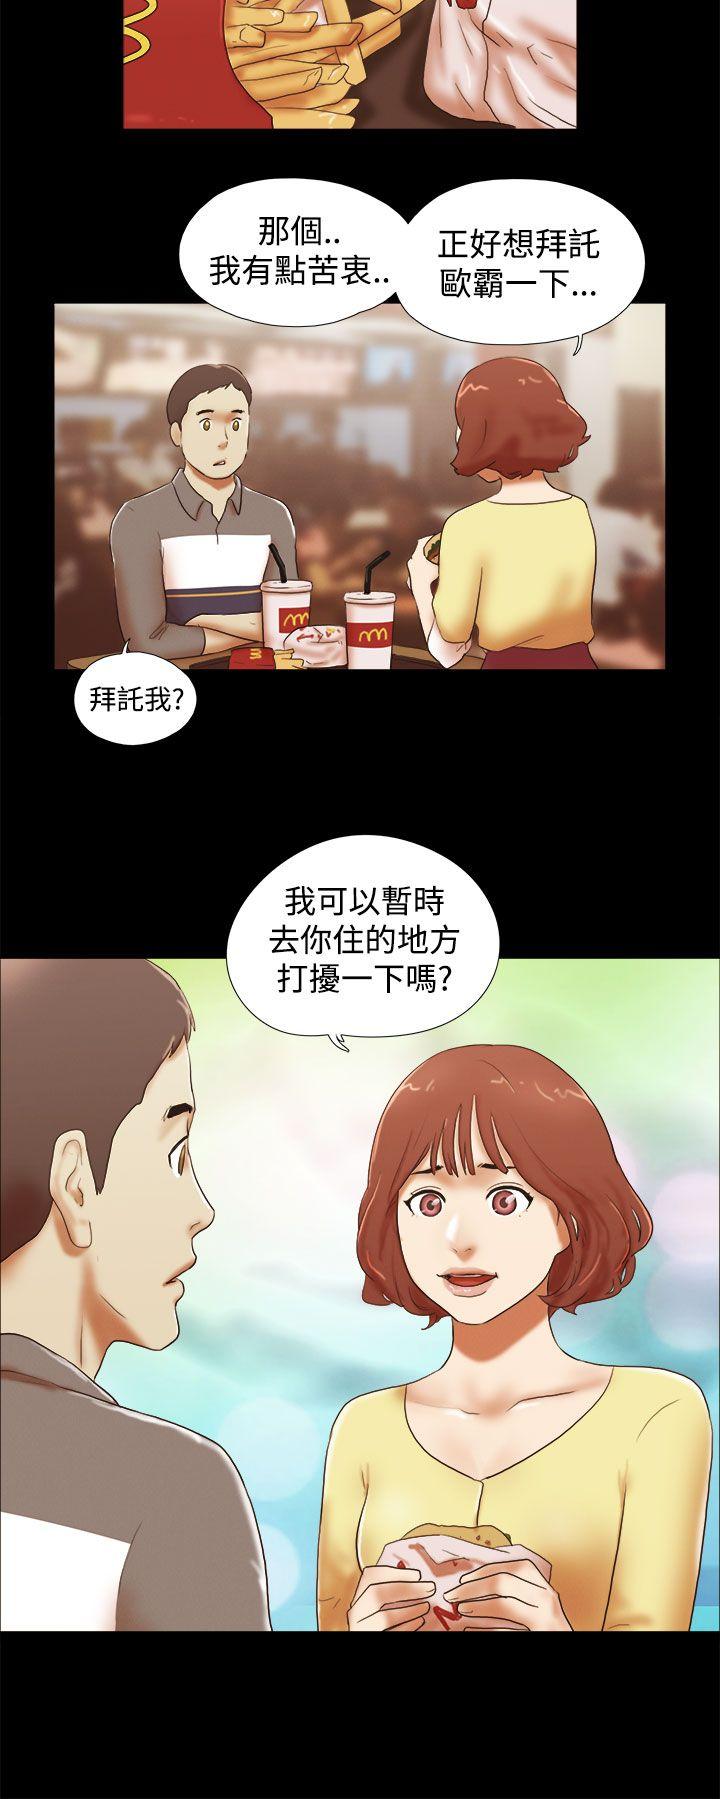 那個..
我有點苦衷..
正好想拜託
歐霸一下...
拜託我?
我可以暫時
去你住的地方
打擾一下嗎?